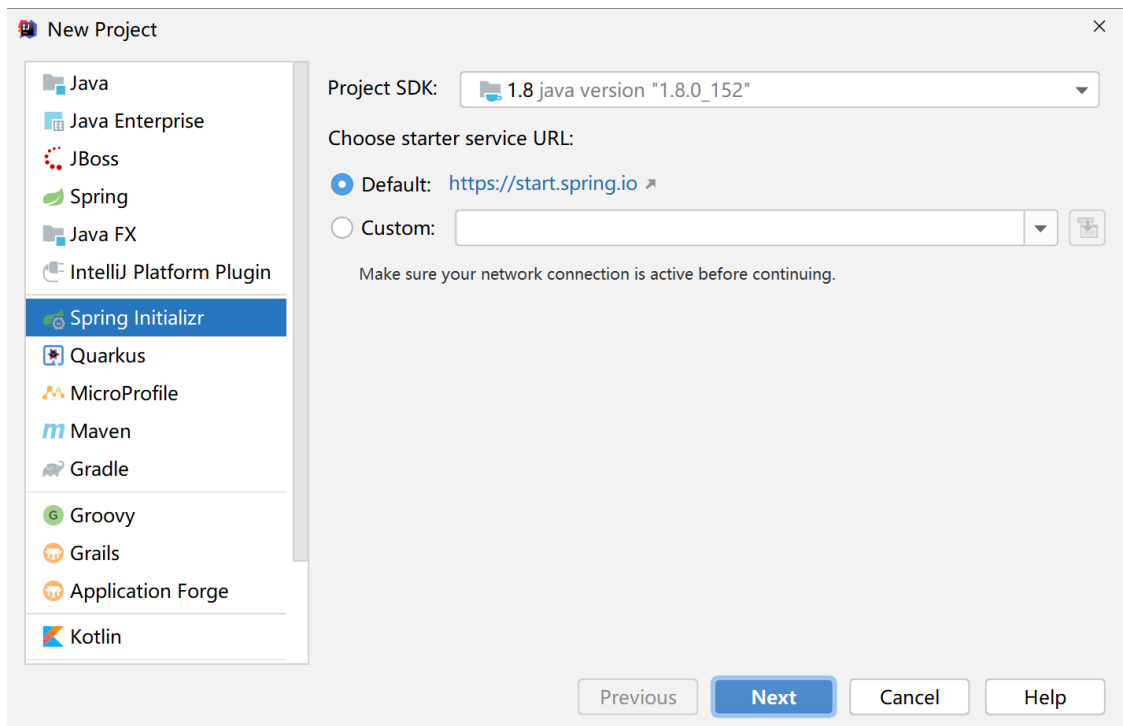 New Project
Java
Java Enterprise
JBoss
Spring
Java FX
IntelliJ Platform Plugin
Spring Initializr
Quarkus
MicroProfile
Maven
Gradle
Groovy
Grails
Application Forge
Kotlin
Project SDK: 1.8 java version "1.8.0_152"
Choose starter service URL:
Default: https://start.spring.io
Custom:
Make sure your network connection is active before continuing.
Previous Next Cancel Help